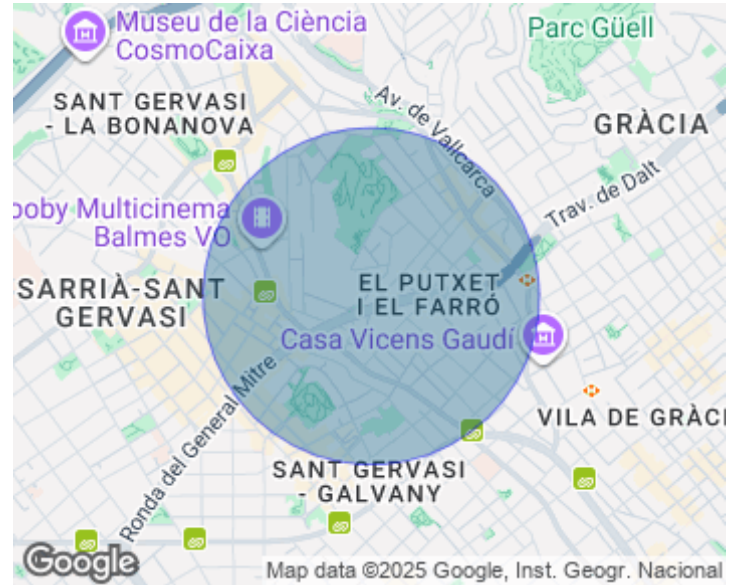 Museu de la Ciència
CosmoCaixa
Parc Güell
SANT GERVASI
- LA BONANOVA
Av. de Vallcarca
GRÀCIA
Trav. de Dalt
ooby Multicinema
Balmes VO
SARRIÀ-SANT
GERVASI
EL PUTXET
I EL FARRÓ
Casa Vicens Gaudí
Ronda del General Mitre
VILA DE GRÀCI
SANT GERVASI
- GALVANY
Google
Map data ©2025 Google, Inst. Geogr. Nacional